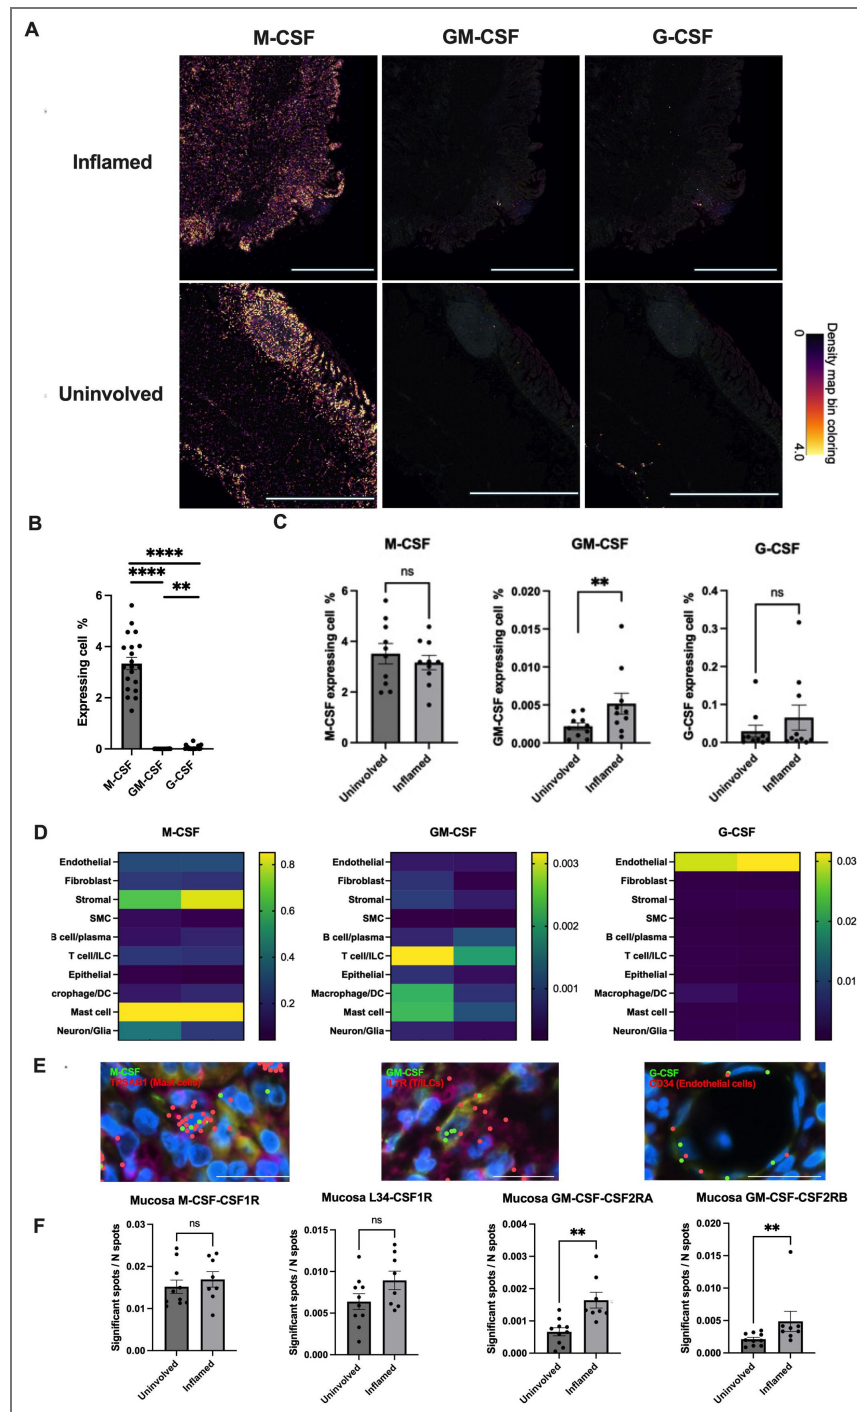 A
M-CSF
GM-CSF
G-CSF
Inflamed
Uninvolved
0
Density map bin coloring
4.0
B
Expressing cell %
6
4
2
0
****
****
**
M-CSF
GM-CSF
G-CSF
C
M-CSF
M-CSF expressing cell %
6
4
2
0
ns
Uninvolved
Inflamed
GM-CSF
GM-CSF expressing cell %
0.020
0.015
0.010
0.005
0.000
**
Uninvolved
Inflamed
G-CSF
G-CSF expressing cell %
0.4
0.3
0.2
0.1
0.0
ns
Uninvolved
Inflamed
D
M-CSF
Endothelial
Fibroblast
Stromal
SMC
B cell/plasma
T cell/ILC
Epithelial
crophage/DC
Mast cell
Neuron/Glia
0.8
0.6
0.4
0.2
GM-CSF
Endothelial
Fibroblast
Stromal
SMC
B cell/plasma
T cell/ILC
Epithelial
Macrophage/DC
Mast cell
Neuron/Glia
0.003
0.002
0.001
G-CSF
Endothelial
Fibroblast
Stromal
SMC
B cell/plasma
T cell/ILC
Epithelial
Macrophage/DC
Mast cell
Neuron/Glia
0.03
0.02
0.01
E
M-CSF
TPSAB1 (Mast cells)
GM-CSF
IL7R (T/ILCs)
G-CSF
CD34 (Endothelial cells)
F
Mucosa M-CSF-CSF1R
Significant spots / N spots
0.03
0.02
0.01
0.00
ns
Uninvolved
Inflamed
Mucosa L34-CSF1R
Significant spots / N spots
0.015
0.010
0.005
0.000
ns
Uninvolved
Inflamed
Mucosa GM-CSF-CSF2RA
Significant spots / N spots
0.004
0.003
0.002
0.001
0.000
**
Uninvolved
Inflamed
Mucosa GM-CSF-CSF2RB
Significant spots / N spots
0.020
0.015
0.010
0.005
0.000
**
Uninvolved
Inflamed